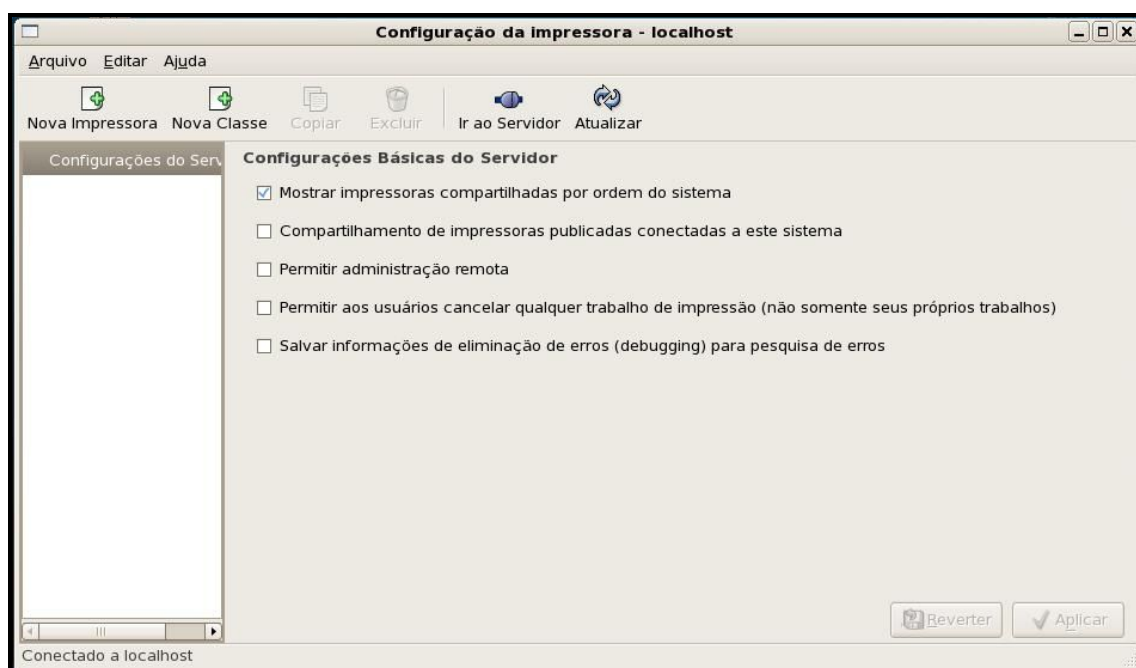 Configuração da impressora - localhost
Arquivo Editar Ajuda
Nova Impressora Nova Classe Copiar Excluir Ir ao Servidor Atualizar
Configurações do Serv
Configurações Básicas do Servidor
Mostrar impressoras compartilhadas por ordem do sistema
Compartilhamento de impressoras publicadas conectadas a este sistema
Permitir administração remota
Permitir aos usuários cancelar qualquer trabalho de impressão (não somente seus próprios trabalhos)
Salvar informações de eliminação de erros (debugging) para pesquisa de erros
Reverter Aplicar
Conectado a localhost